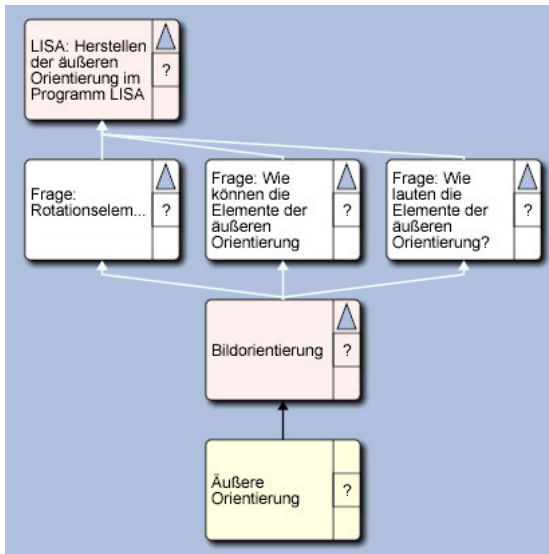 LISA: Herstellen
der äußeren
Orientierung im
Programm LISA
?
Frage:
Rotationselem...
?
Frage: Wie
können die
Elemente der
äußeren
Orientierung
?
Frage: Wie
lauten die
Elemente der
äußeren
Orientierung?
?
Bildorientierung
?
Äußere
Orientierung
?